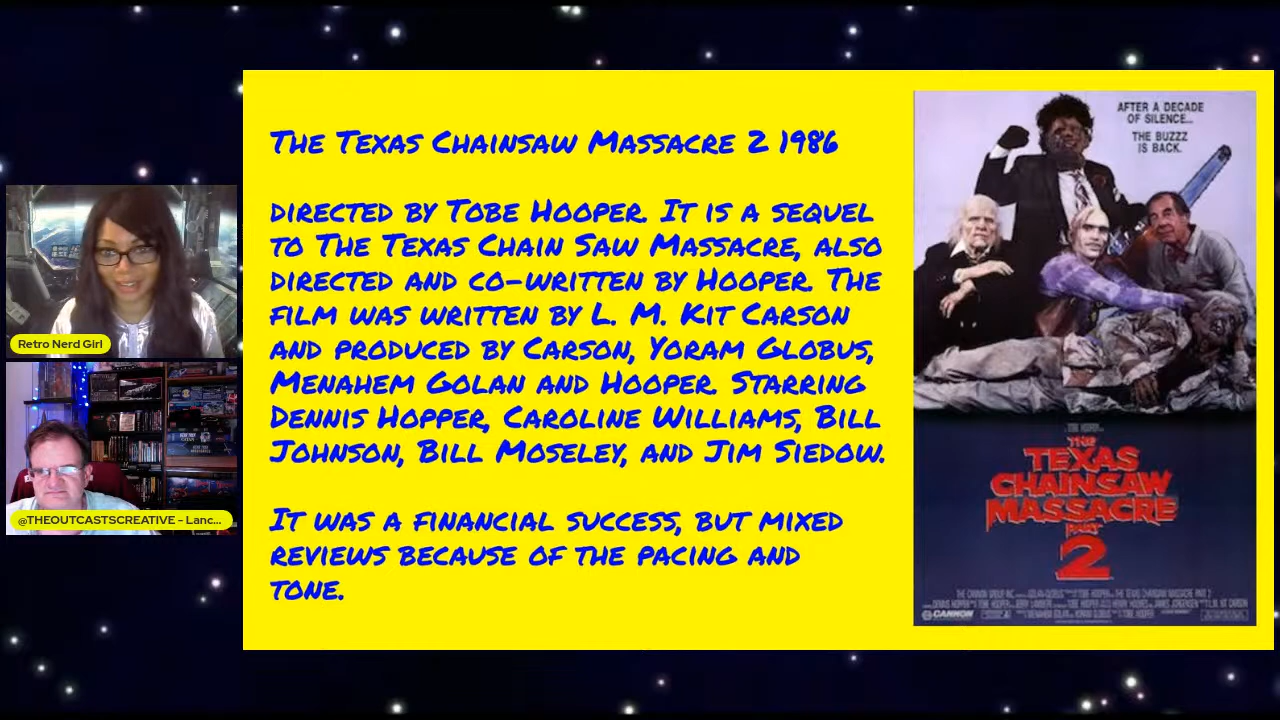 The Texas Chainsaw Massacre 2 1986
directed by Tobe Hooper. It is a sequel
to The Texas Chain Saw Massacre, also
directed and co-written by Hooper. The
film was written by L. M. Kit Carson
and produced by Carson, Yoram Globus,
Menahem Golan and Hooper. Starring
Dennis Hopper, Caroline Williams, Bill
Johnson, Bill Moseley, and Jim Siedow.
It was a financial success, but mixed
reviews because of the pacing and
tone.
AFTER A DECADE
OF SILENCE...
THE BUZZZ
IS BACK.
THE
TEXAS
CHAINSAW
MASSACRE
PART
2
CANNON
Retro Nerd Girl
@THEOUTCASTSCREATIVE - Lanc...